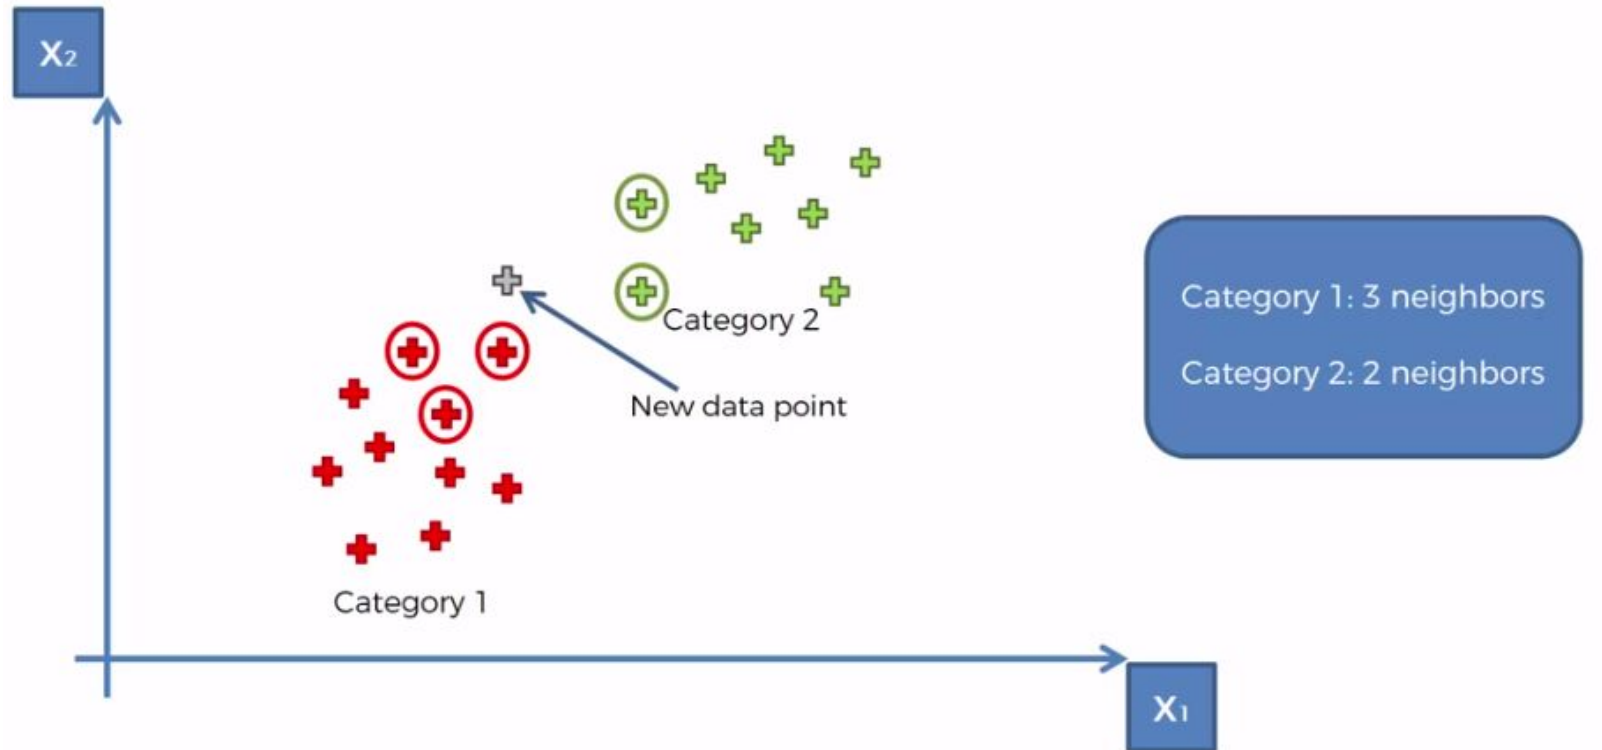 X2
Category 2
Category 1: 3 neighbors
Category 2: 2 neighbors
New data point
Category 1
X1